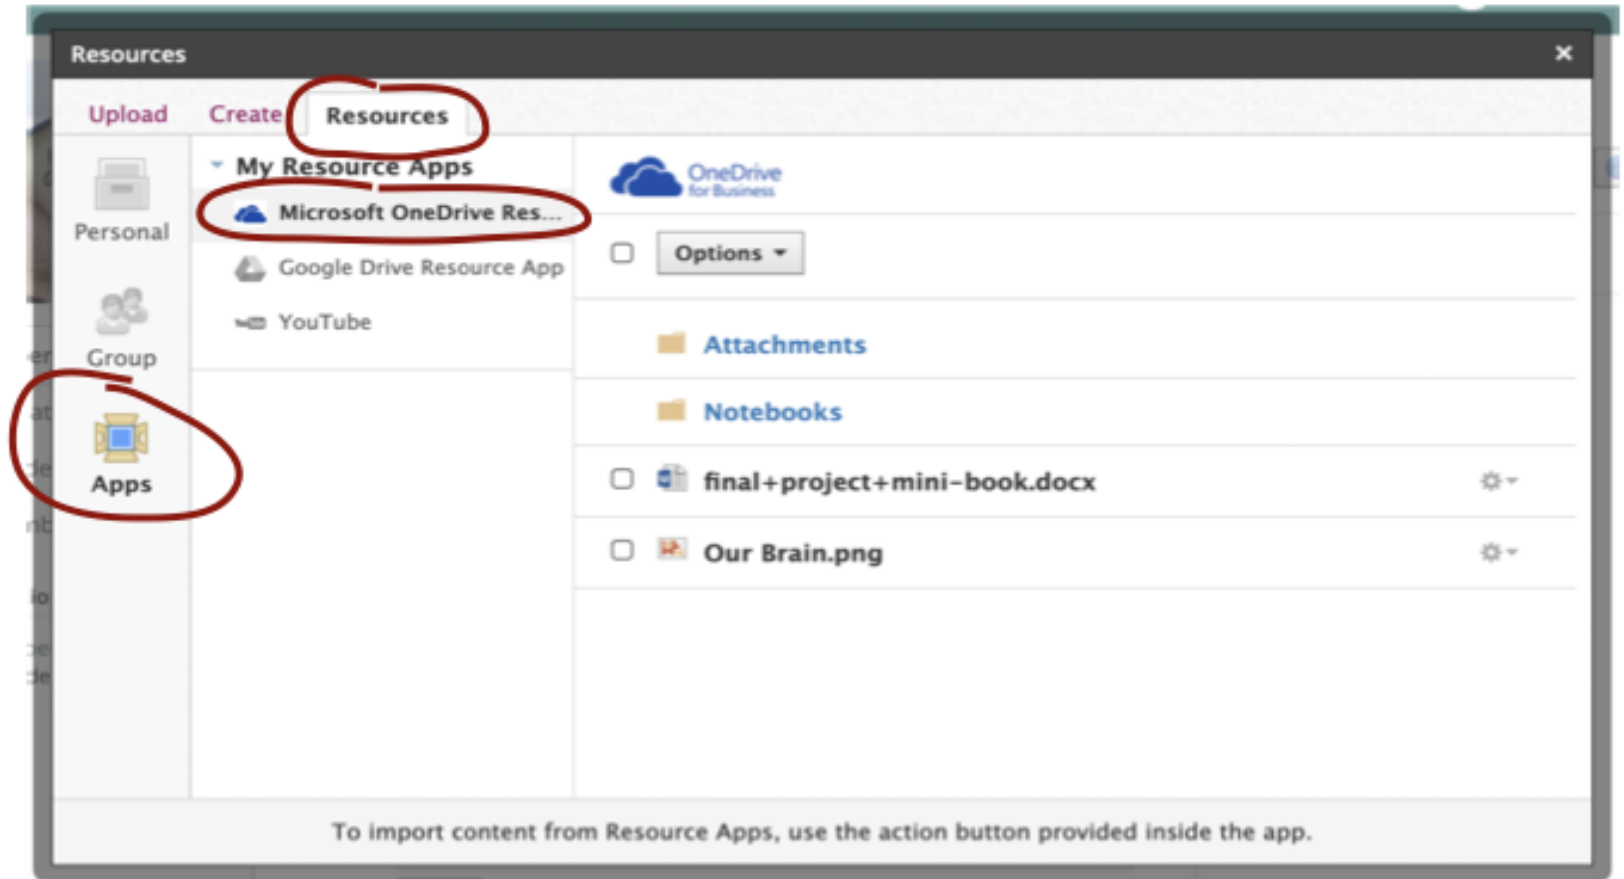 Resources
Upload Create Resources
Personal
Group
Apps
My Resource Apps
Microsoft OneDrive Res...
Google Drive Resource App
YouTube
OneDrive
for Business
Options
Attachments
Notebooks
final+project+mini-book.docx
Our Brain.png
To import content from Resource Apps, use the action button provided inside the app.